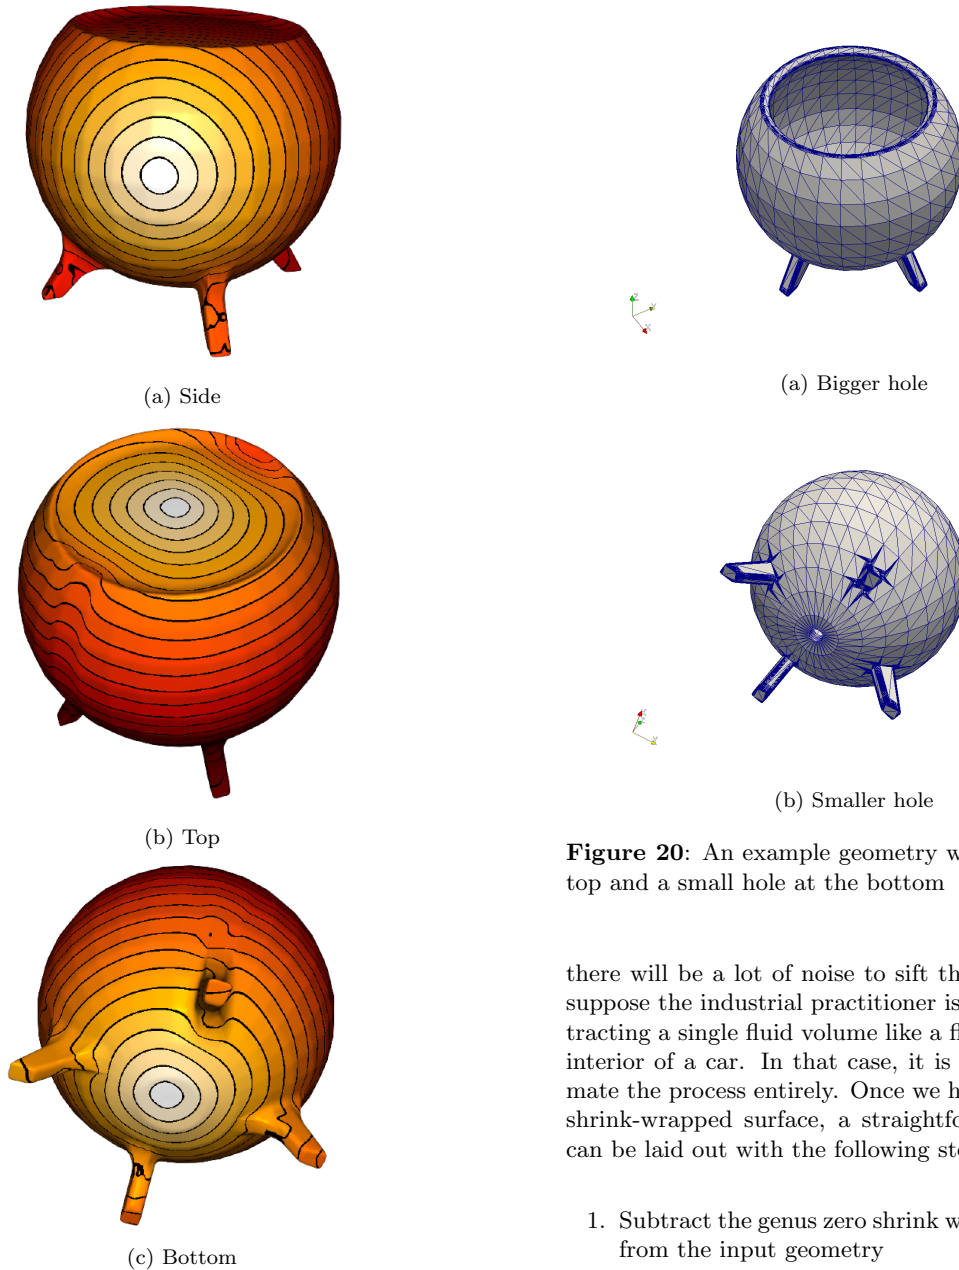 (a) Side
(b) Top
(c) Bottom
(a) Bigger hole
(b) Smaller hole
Figure 20: An example geometry w
top and a small hole at the bottom
there will be a lot of noise to sift th
suppose the industrial practitioner is
tracting a single fluid volume like a fl
interior of a car. In that case, it is
mate the process entirely. Once we h
shrink-wrapped surface, a straightfo
can be laid out with the following ste
1. Subtract the genus zero shrink w
from the input geometry